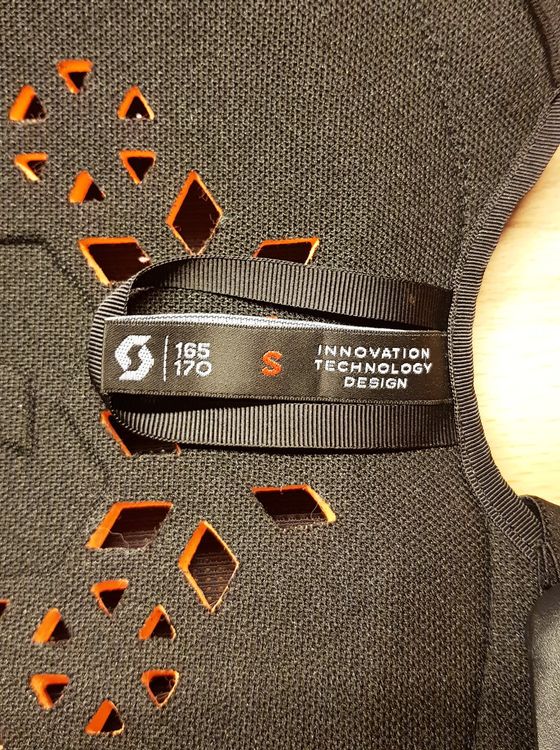 165
170
S
INNOVATION
TECHNOLOGY
DESIGN